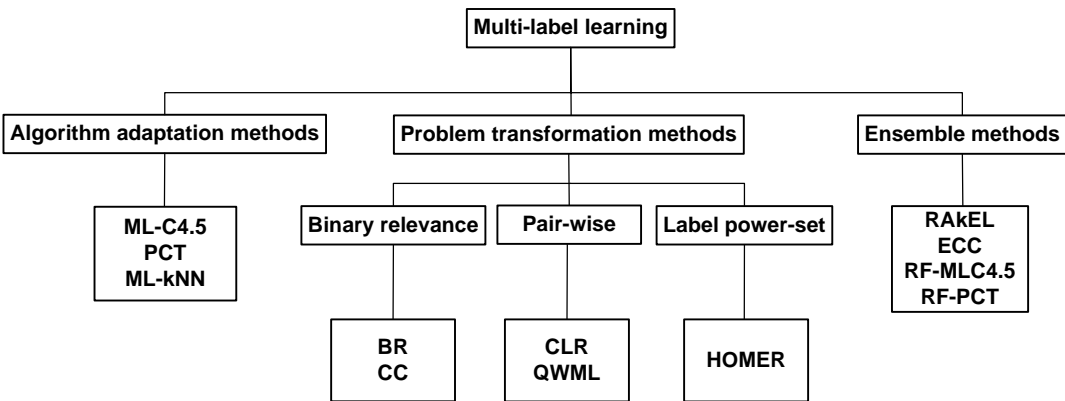 Multi-label learning
Algorithm adaptation methods
Problem transformation methods
Ensemble methods
ML-C4.5
PCT
ML-kNN
Binary relevance
Pair-wise
Label power-set
RAkEL
ECC
RF-MLC4.5
RF-PCT
BR
CC
CLR
QWML
HOMER